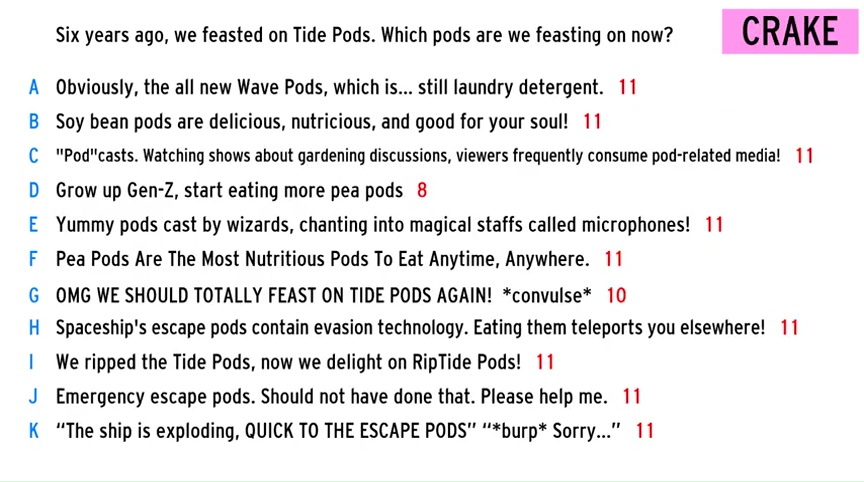 Six years ago, we feasted on Tide Pods. Which pods are we feasting on now?
CRAKE
A Obviously, the all new Wave Pods, which is... still laundry detergent. 11
B Soy bean pods are delicious, nutricious, and good for your soul! 11
C "Pod"casts. Watching shows about gardening discussions, viewers frequently consume pod-related media! 11
D Grow up Gen-Z, start eating more pea pods 8
E Yummy pods cast by wizards, chanting into magical staffs called microphones! 11
F Pea Pods Are The Most Nutritious Pods To Eat Anytime, Anywhere. 11
G OMG WE SHOULD TOTALLY FEAST ON TIDE PODS AGAIN! *convulse* 10
H Spaceship's escape pods contain evasion technology. Eating them teleports you elsewhere! 11
I We ripped the Tide Pods, now we delight on RipTide Pods! 11
J Emergency escape pods. Should not have done that. Please help me. 11
K “The ship is exploding, QUICK TO THE ESCAPE PODS” “*burp* Sorry...” 11